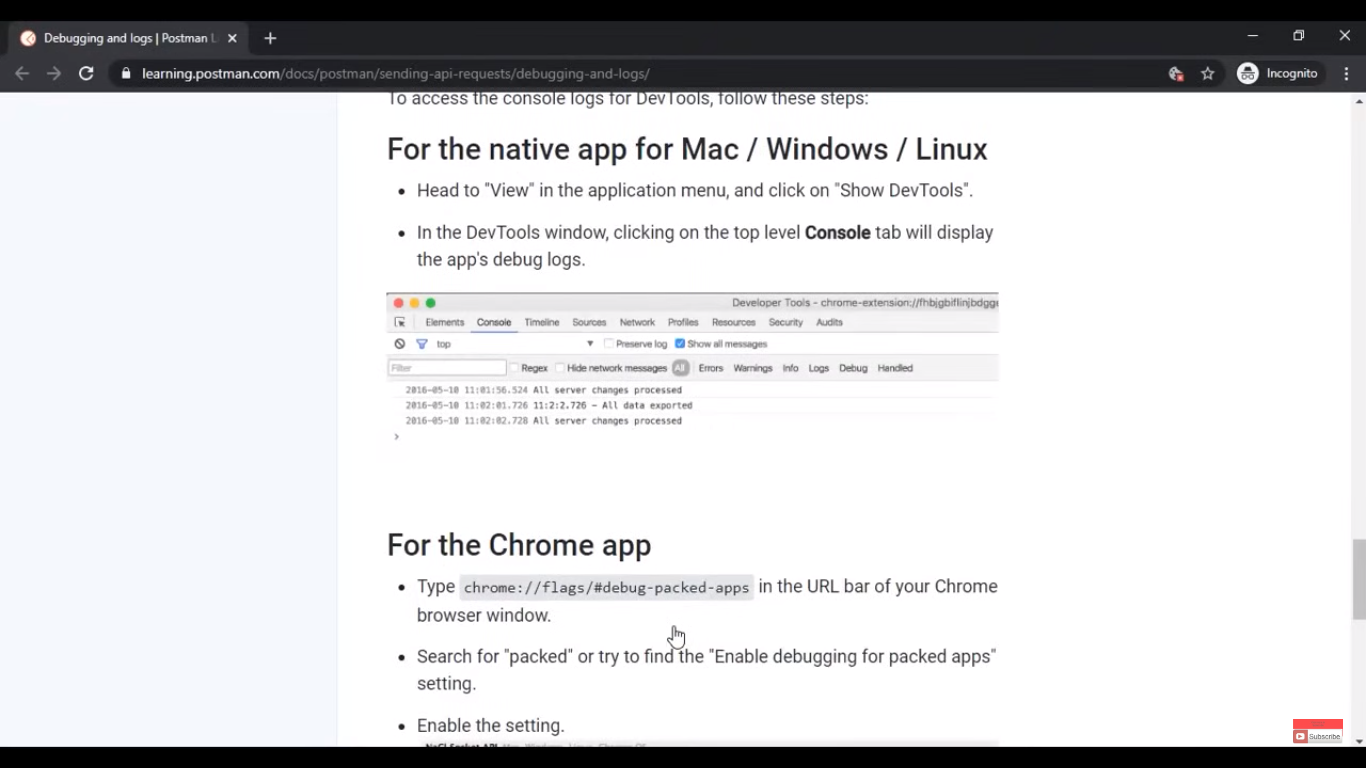 Debugging and logs | Postman L
learning.postman.com/docs/postman/sending-api-requests/debugging-and-logs/
Incognito
To access the console logs for DevTools, follow these steps:
For the native app for Mac / Windows / Linux
Head to "View" in the application menu, and click on "Show DevTools".
In the DevTools window, clicking on the top level Console tab will display
the app's debug logs.
Developer Tools - chrome-extension://fhbjgbiflinjbdgge
Elements Console Timeline Sources Network Profiles Resources Security Audits
top Preserve log Show all messages
Filter Regex Hide network messages All Errors Warnings Info Logs Debug Handled
2016-05-10 11:01:56.524 All server changes processed
2016-05-10 11:02:01.726 11:2:2.726 - All data exported
2016-05-10 11:02:02.728 All server changes processed
For the Chrome app
Type chrome://flags/#debug-packed-apps in the URL bar of your Chrome
browser window.
Search for "packed" or try to find the "Enable debugging for packed apps"
setting.
Enable the setting.
Subscribe